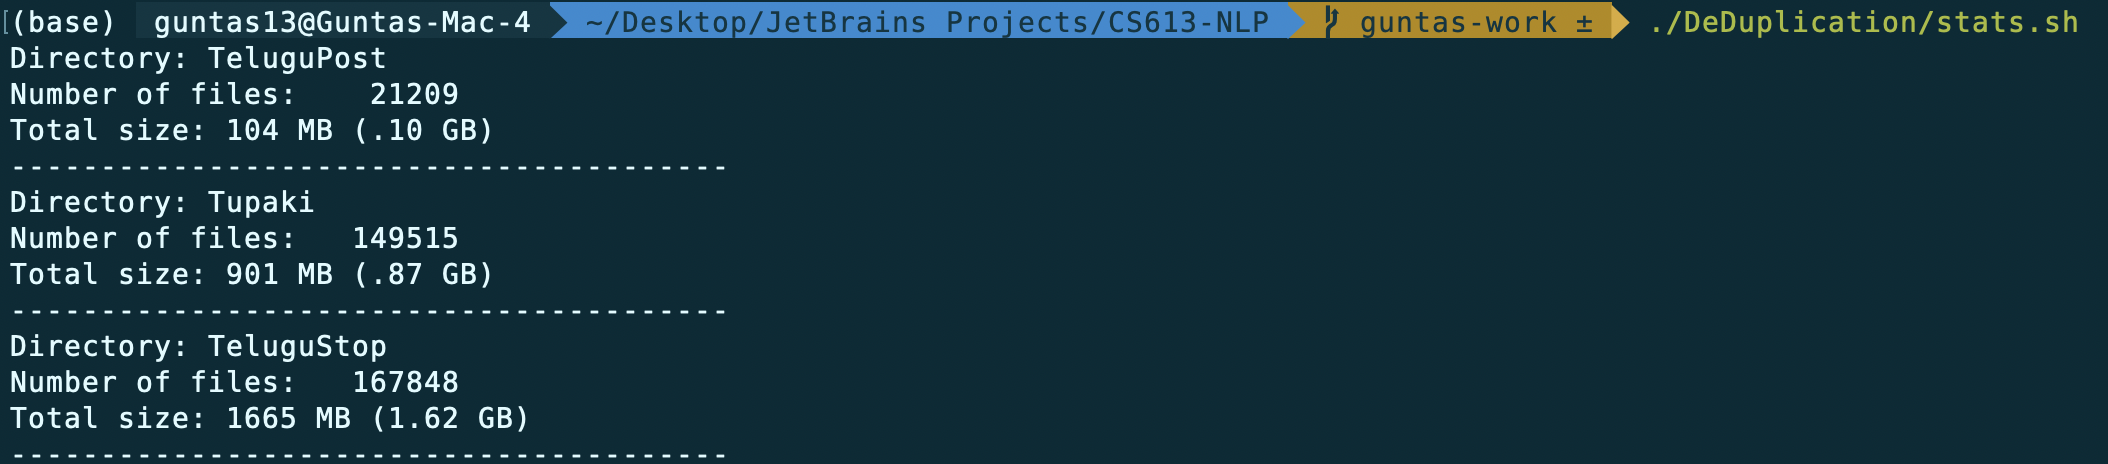 (base) guntas13@Guntas-Mac-4 ~/Desktop/JetBrains Projects/CS613-NLP guntas-work ± ./DeDuplication/stats.sh
Directory: TeluguPost
Number of files:    21209
Total size: 104 MB (.10 GB)
----------------------------------------
Directory: Tupaki
Number of files:   149515
Total size: 901 MB (.87 GB)
----------------------------------------
Directory: TeluguStop
Number of files:   167848
Total size: 1665 MB (1.62 GB)
----------------------------------------